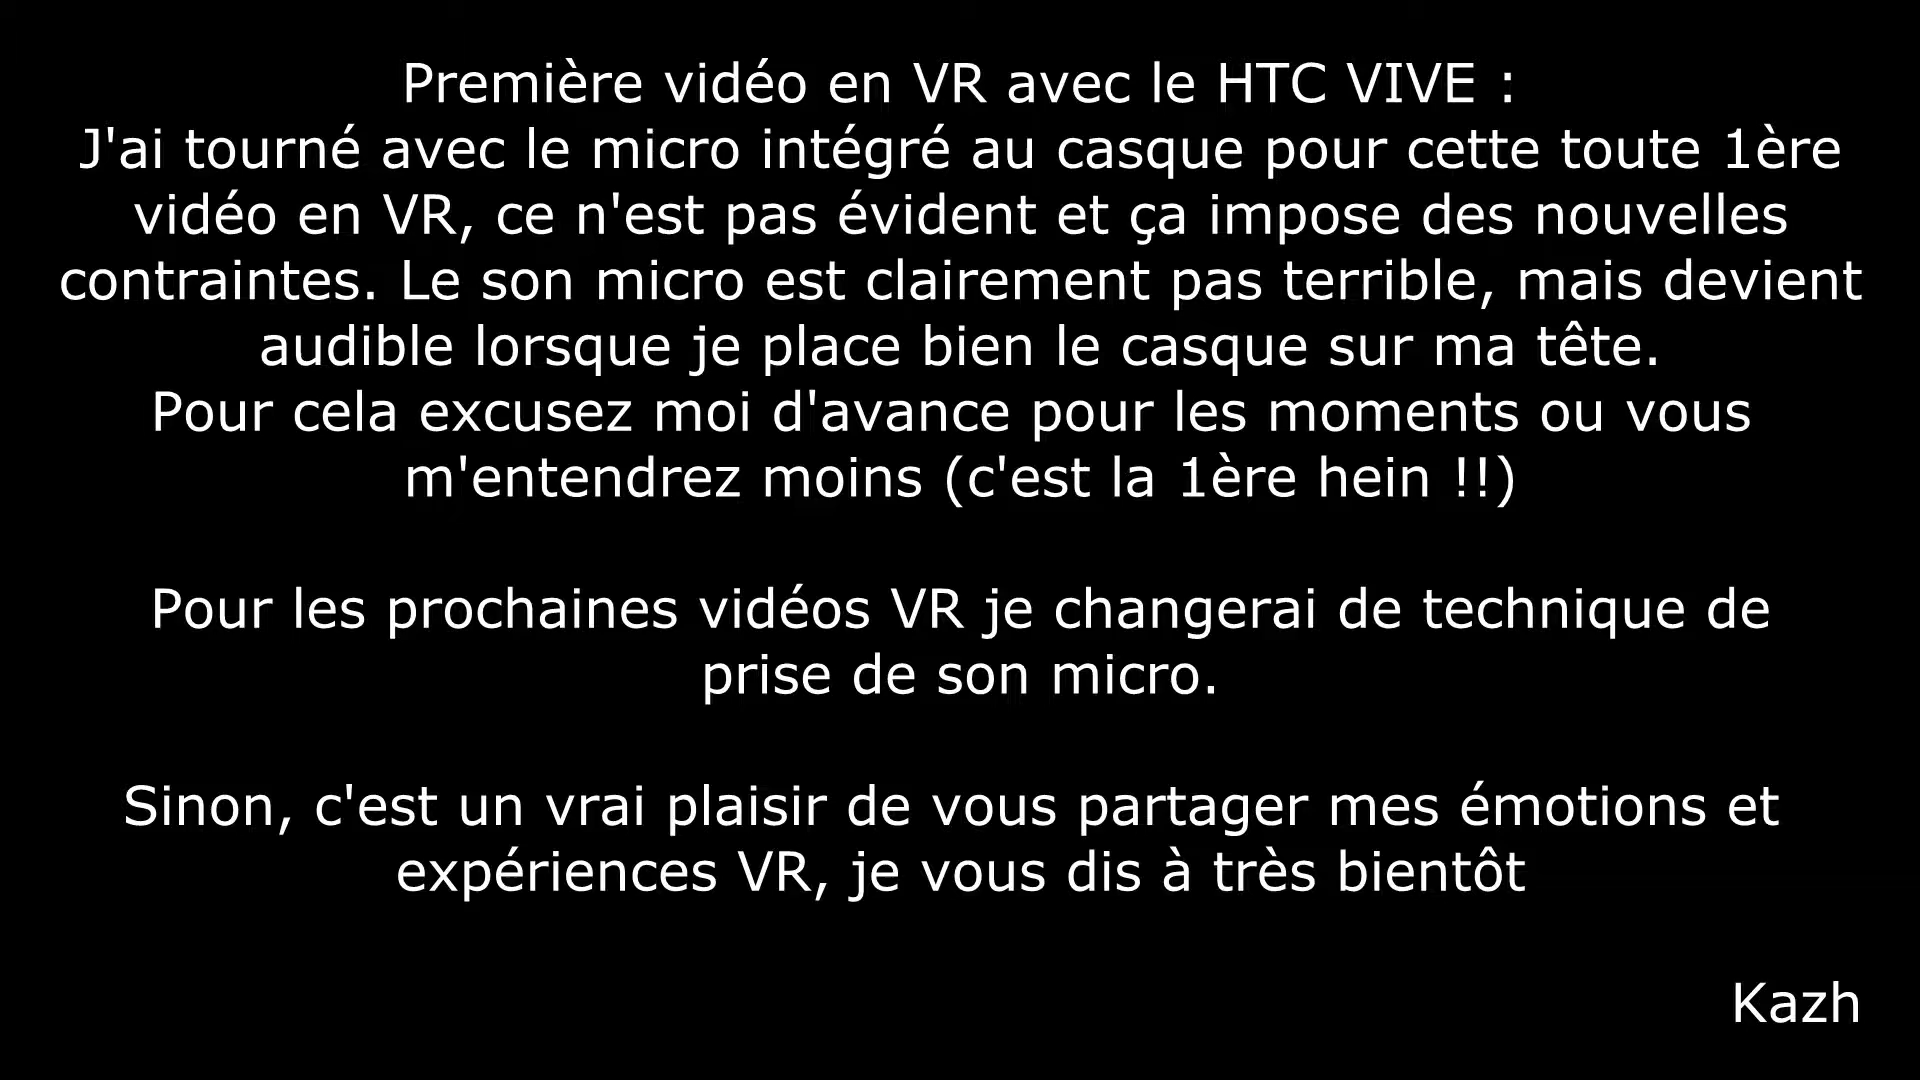 Première vidéo en VR avec le HTC VIVE :
J'ai tourné avec le micro intégré au casque pour cette toute 1ère
vidéo en VR, ce n'est pas évident et ça impose des nouvelles
contraintes. Le son micro est clairement pas terrible, mais devient
audible lorsque je place bien le casque sur ma tête.
Pour cela excusez moi d'avance pour les moments ou vous
m'entendrez moins (c'est la 1ère hein !!)
Pour les prochaines vidéos VR je changerai de technique de
prise de son micro.
Sinon, c'est un vrai plaisir de vous partager mes émotions et
expériences VR, je vous dis à très bientôt
Kazh